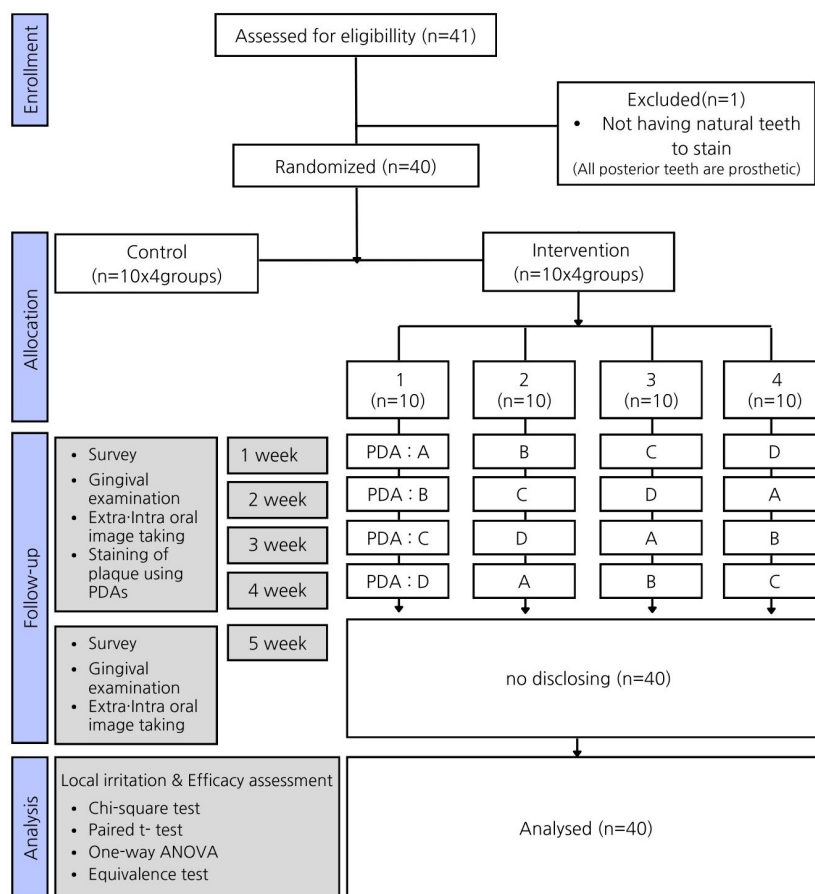 Enrollment
Assessed for eligibillity (n=41)
Excluded(n=1)
• Not having natural teeth
to stain
(All posterior teeth are prosthetic)
Randomized (n=40)
Allocation
Control
(n=10x4groups)
Intervention
(n=10x4groups)
1
(n=10)
2
(n=10)
3
(n=10)
4
(n=10)
Follow-up
• Survey
• Gingival
examination
• Extra·Intra oral
image taking
• Staining of
plaque using
PDAs
1 week
PDA : A
B
C
D
2 week
PDA : B
C
D
A
3 week
PDA : C
D
A
B
4 week
PDA : D
A
B
C
• Survey
• Gingival
examination
• Extra·Intra oral
image taking
5 week
no disclosing (n=40)
Analysis
Local irritation & Efficacy assessment
• Chi-square test
• Paired t- test
• One-way ANOVA
• Equivalence test
Analysed (n=40)